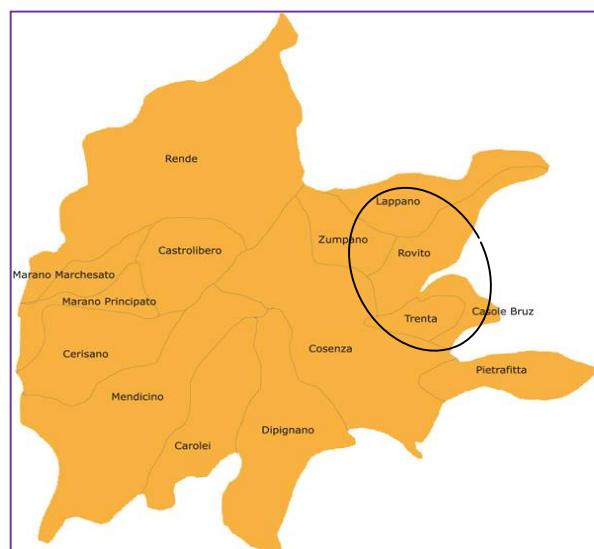 Rende
Lappano
Zumpano
Castrolibero
Rovito
Marano Marchesato
Marano Principato
Casole Bruz
Trenta
Cosenza
Cerisano
Pietrafitta
Mendicino
Dipignano
Carolei